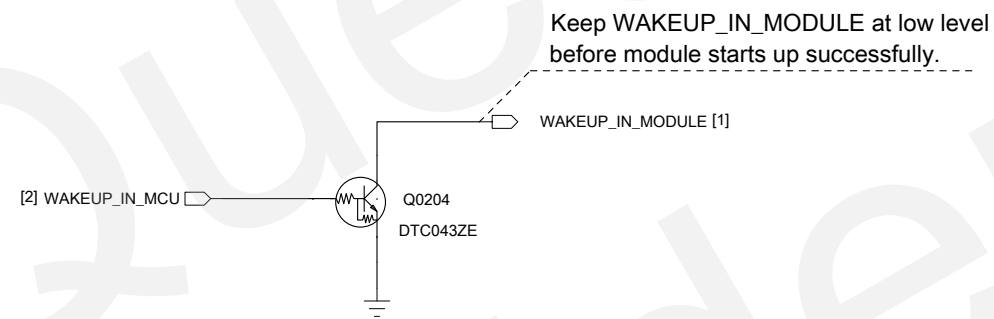 Keep WAKEUP_IN_MODULE at low level
before module starts up successfully.
WAKEUP_IN_MODULE [1]
[2] WAKEUP_IN_MCU
Q0204
DTC043ZE